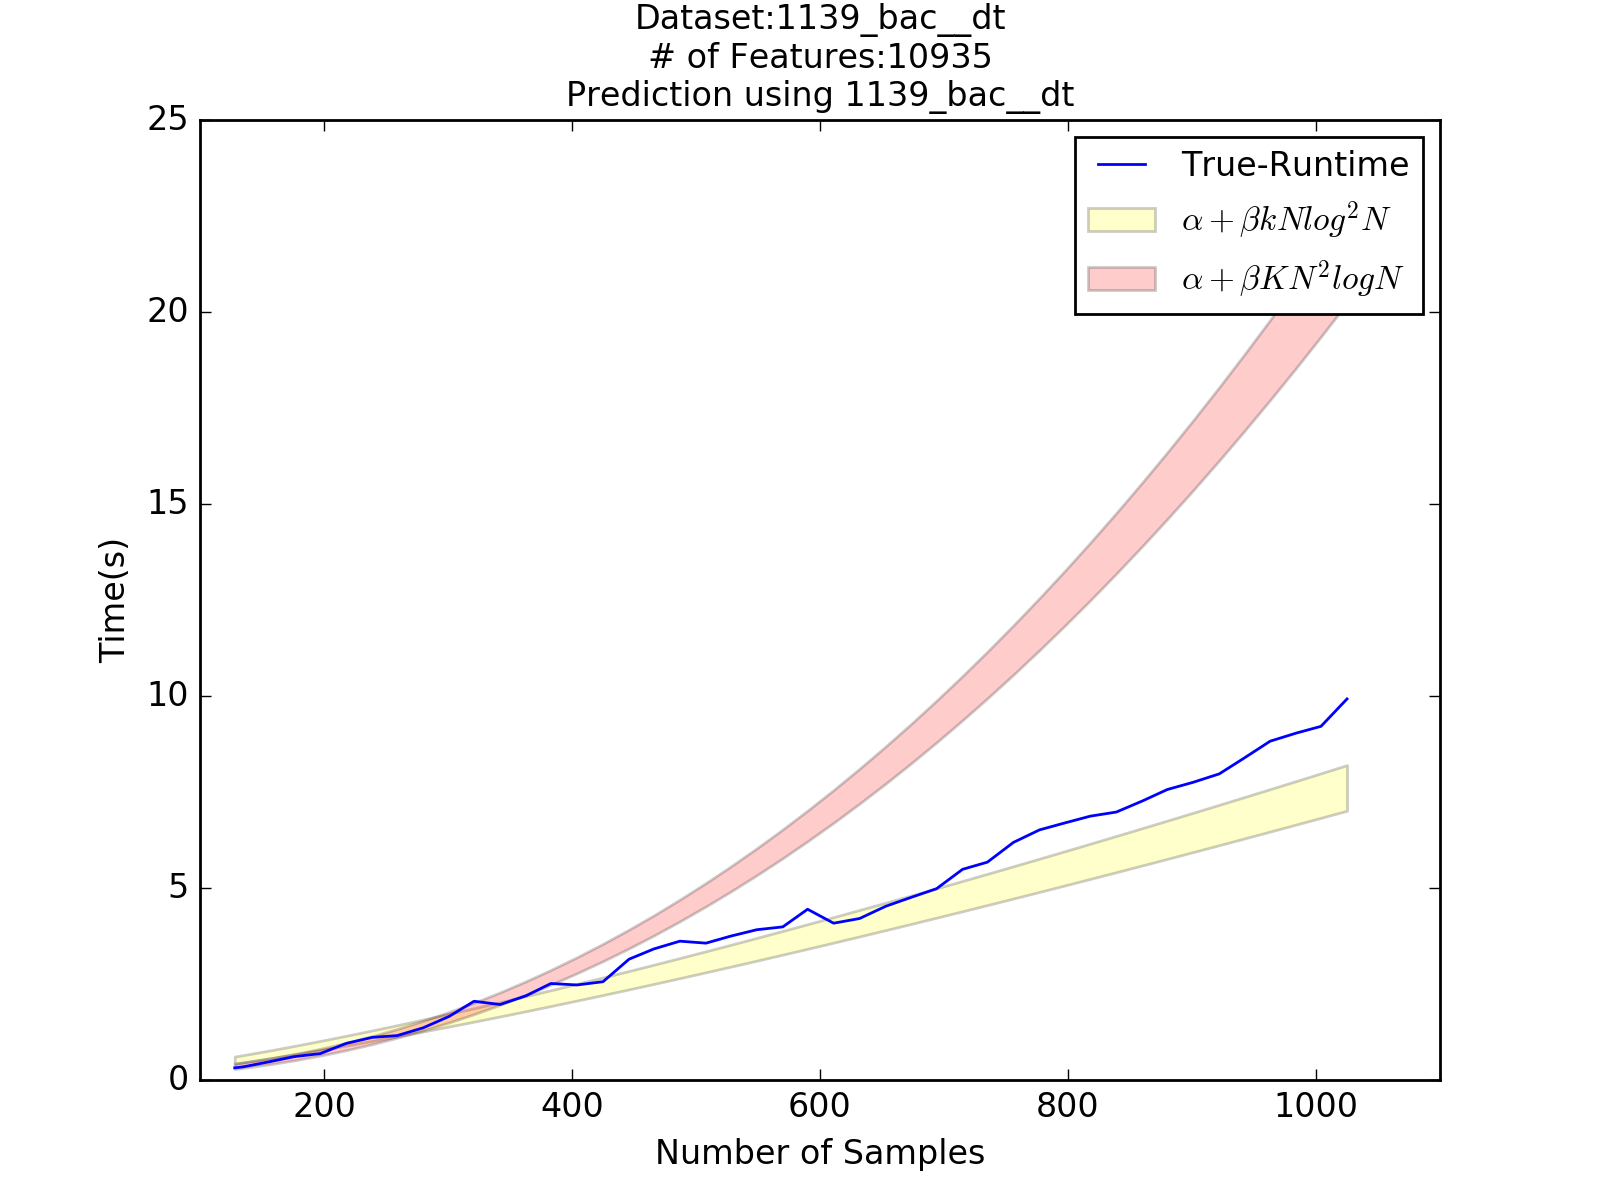 Dataset:1139_bac__dt
# of Features:10935
Prediction using 1139_bac__dt
25
20
15
10
5
0
Time(s)
True-Runtime
α + βkNlog²N
α + βKN²logN
200 400 600 800 1000
Number of Samples